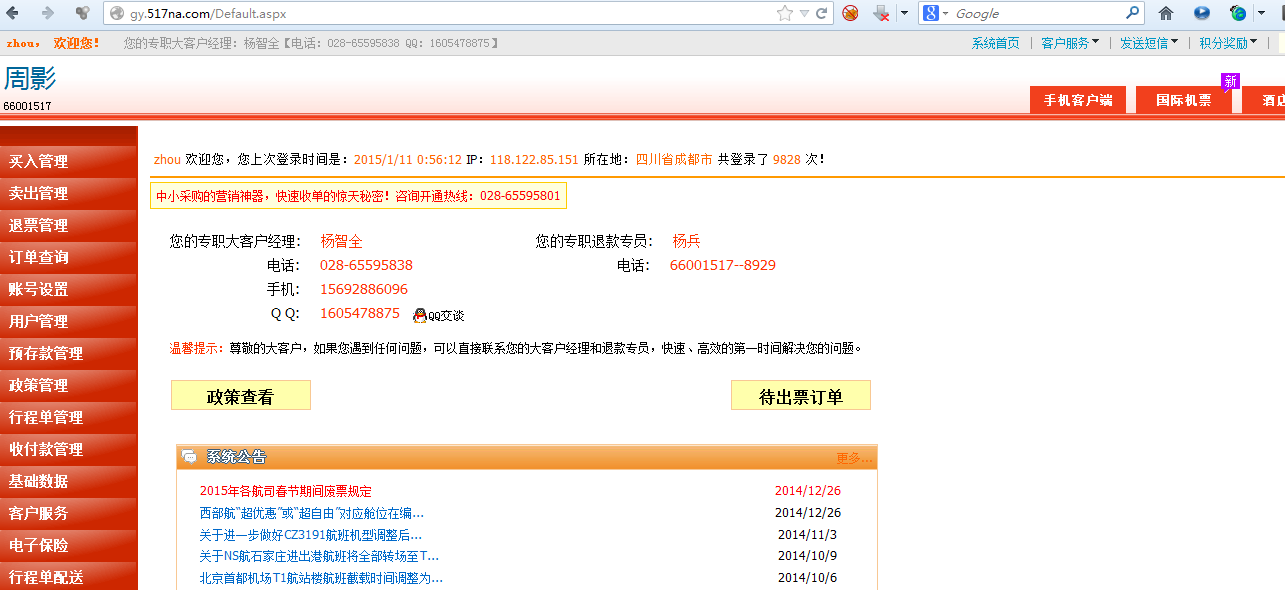 gy.517na.com/Default.aspx
Google
zhou， 欢迎您！ 您的专职大客户经理：杨智全【电话：028-65595838 QQ：1605478875】 系统首页 | 客户服务 | 发送短信 | 积分奖励 |
周影
66001517
新
手机客户端 国际机票 酒店
买入管理
卖出管理
退票管理
订单查询
账号设置
用户管理
预存款管理
政策管理
行程单管理
收付款管理
基础数据
客户服务
电子保险
行程单配送
zhou 欢迎您，您上次登录时间是：2015/1/11 0:56:12 IP：118.122.85.151 所在地：四川省成都市 共登录了 9828 次！
中小采购的营销神器，快速收单的惊天秘密！咨询开通热线：028-65595801
您的专职大客户经理： 杨智全 您的专职退款专员： 杨兵
电话： 028-65595838 电话： 66001517--8929
手机： 15692886096
Q Q： 1605478875 QQ交谈
温馨提示：尊敬的大客户，如果您遇到任何问题，可以直接联系您的大客户经理和退款专员，快速、高效的第一时间解决您的问题。
政策查看 待出票订单
系统公告 更多...
2015年各航司春节期间废票规定 2014/12/26
西部航“超优惠”或“超自由”对应舱位在编... 2014/12/26
关于进一步做好CZ3191航班机型调整后... 2014/11/3
关于NS航石家庄进出港航班将全部转场至T... 2014/10/9
北京首都机场T1航站楼航班截载时间调整为... 2014/10/6